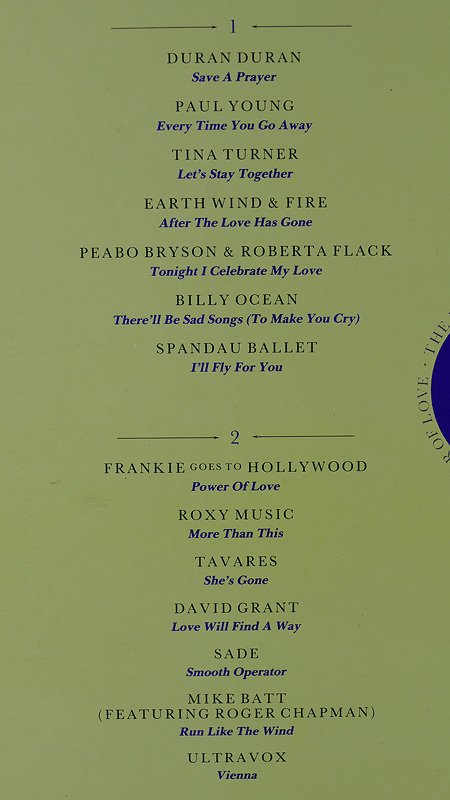 1
DURAN DURAN
Save A Prayer
PAUL YOUNG
Every Time You Go Away
TINA TURNER
Let's Stay Together
EARTH WIND & FIRE
After The Love Has Gone
PEABO BRYSON & ROBERTA FLACK
Tonight I Celebrate My Love
BILLY OCEAN
There'll Be Sad Songs (To Make You Cry)
SPANDAU BALLET
I'll Fly For You
2
FRANKIE GOES TO HOLLYWOOD
Power Of Love
ROXY MUSIC
More Than This
TAVARES
She's Gone
DAVID GRANT
Love Will Find A Way
SADE
Smooth Operator
MIKE BATT
(FEATURING ROGER CHAPMAN)
Run Like The Wind
ULTRAVOX
Vienna
OF LOVE · THE